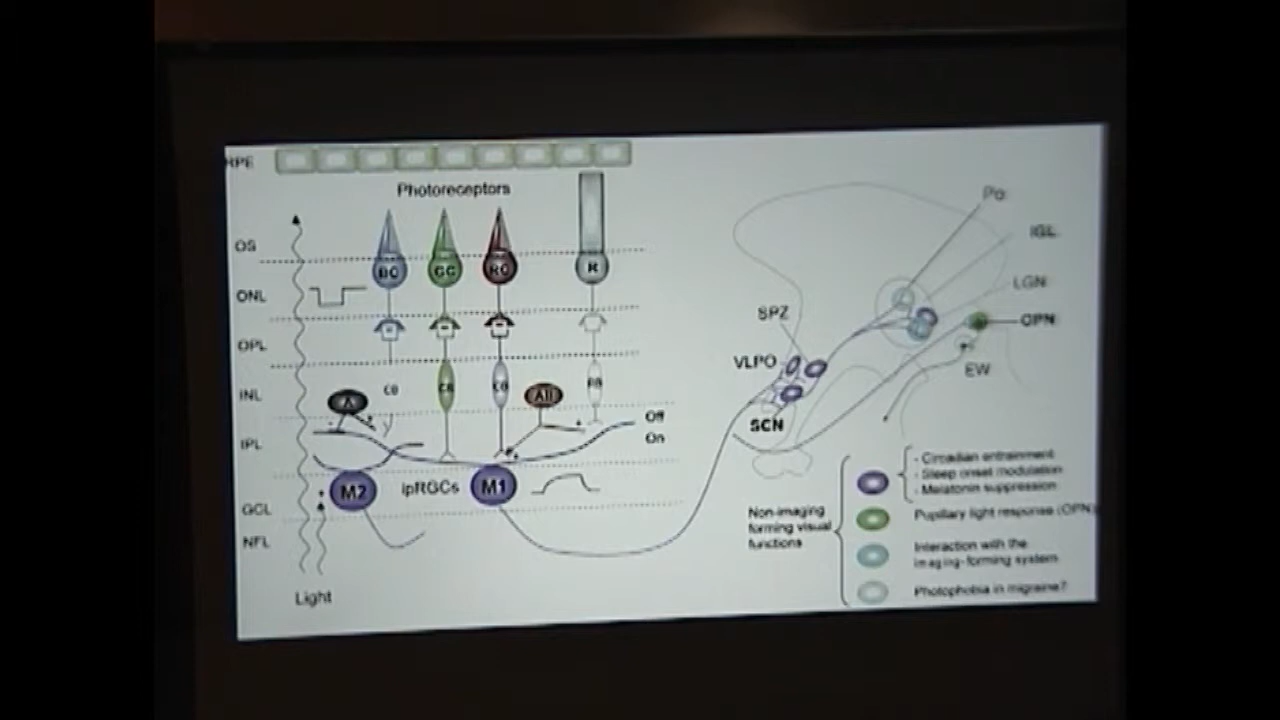 RPE
Photoreceptors
OS
BC
GC
RC
R
ONL
OPL
INL
A
CB
CB
CB
AII
RB
IPL
Off
On
M2
ipRGCs
M1
GCL
NFL
Light
Po
IGL
LGN
OPN
EW
SPZ
VLPO
SCN
Non-imaging
forming visual
functions
- Circadian entrainment
- Sleep onset modulation
- Melatonin suppression
Pupillary light response (OPN)
Interaction with the
imaging-forming system
Photophobia in migraine?